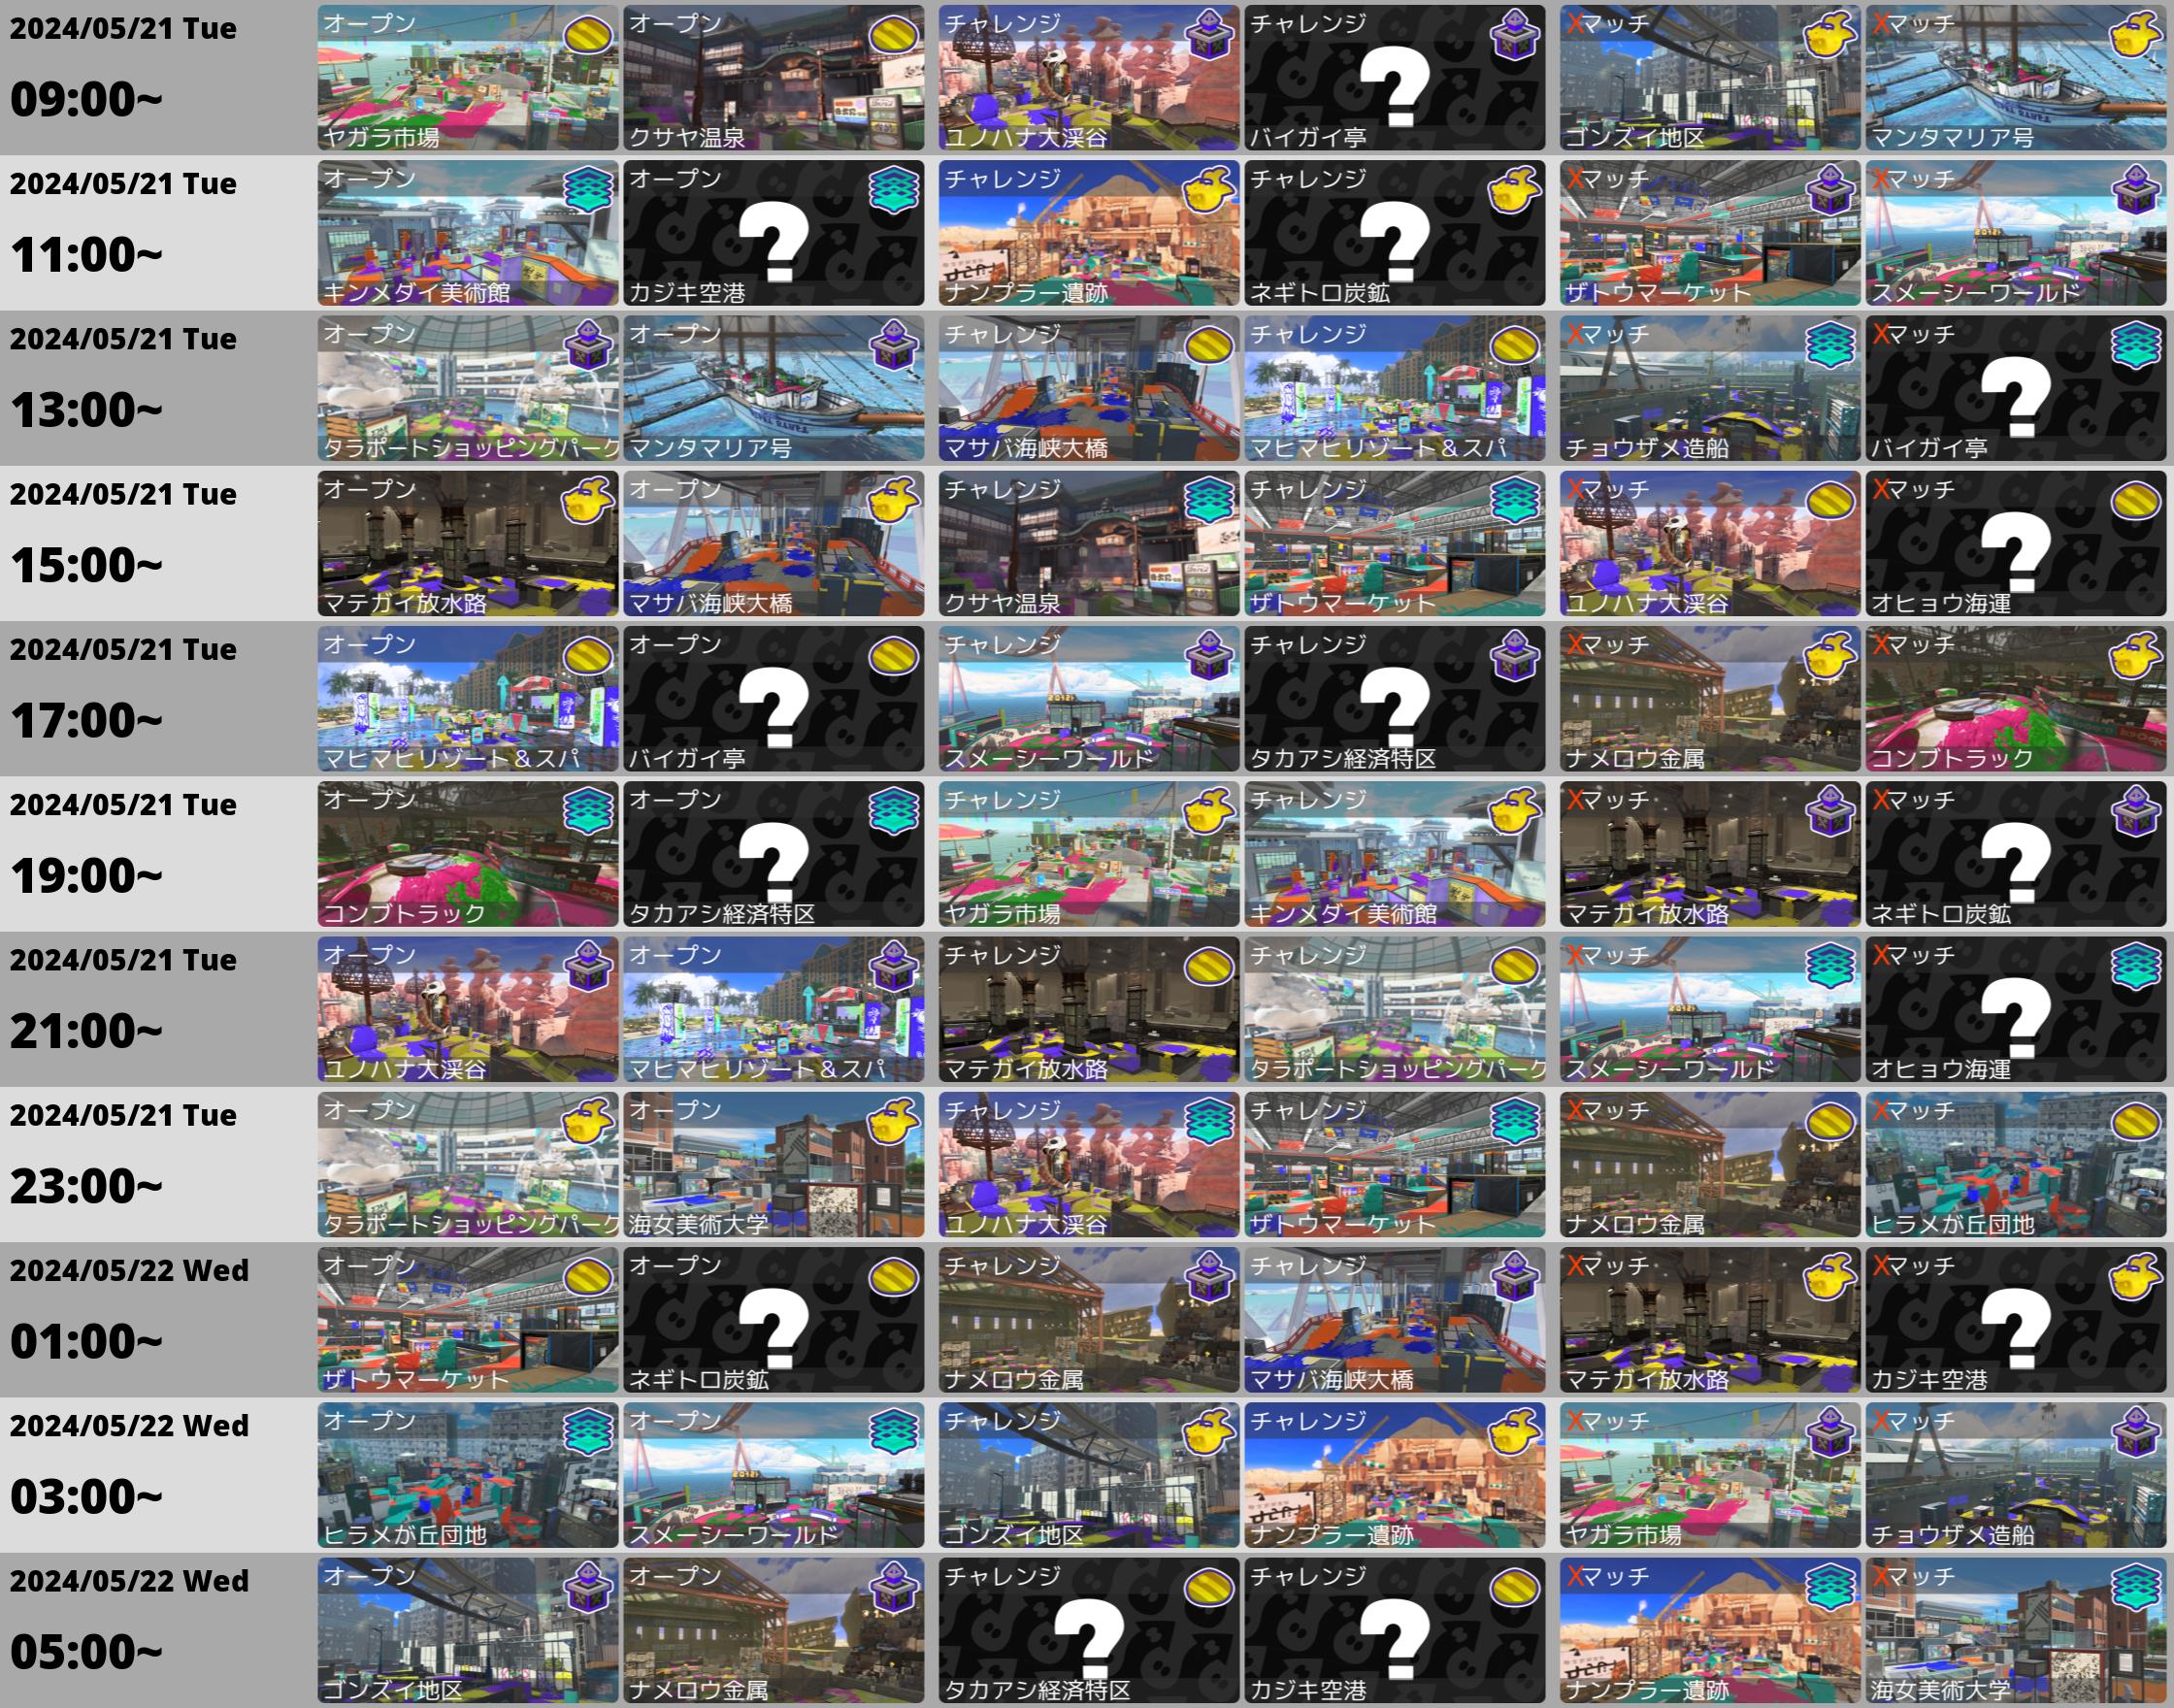 2024/05/21 Tue
09:00~
オープン
ヤガラ市場
オープン
クサヤ温泉
チャレンジ
ユノハナ大渓谷
チャレンジ
バイガイ亭
Xマッチ
ゴンズイ地区
Xマッチ
マンタマリア号
2024/05/21 Tue
11:00~
オープン
キンメダイ美術館
オープン
カジキ空港
チャレンジ
ナンプラー遺跡
チャレンジ
ネギトロ炭鉱
Xマッチ
ザトウマーケット
Xマッチ
スメーシーワールド
2024/05/21 Tue
13:00~
オープン
タラポートショッピングパーク
オープン
マンタマリア号
チャレンジ
マサバ海峡大橋
チャレンジ
マヒマヒリゾート&スパ
Xマッチ
チョウザメ造船
Xマッチ
バイガイ亭
2024/05/21 Tue
15:00~
オープン
マテガイ放水路
オープン
マサバ海峡大橋
チャレンジ
クサヤ温泉
チャレンジ
ザトウマーケット
Xマッチ
ユノハナ大渓谷
Xマッチ
オヒョウ海運
2024/05/21 Tue
17:00~
オープン
マヒマヒリゾート&スパ
オープン
バイガイ亭
チャレンジ
スメーシーワールド
チャレンジ
タカアシ経済特区
Xマッチ
ナメロウ金属
Xマッチ
コンブトラック
2024/05/21 Tue
19:00~
オープン
コンブトラック
オープン
タカアシ経済特区
チャレンジ
ヤガラ市場
チャレンジ
キンメダイ美術館
Xマッチ
マテガイ放水路
Xマッチ
ネギトロ炭鉱
2024/05/21 Tue
21:00~
オープン
ユノハナ大渓谷
オープン
マヒマヒリゾート&スパ
チャレンジ
マテガイ放水路
チャレンジ
タラポートショッピングパーク
Xマッチ
スメーシーワールド
Xマッチ
オヒョウ海運
2024/05/21 Tue
23:00~
オープン
タラポートショッピングパーク
オープン
海女美術大学
チャレンジ
ユノハナ大渓谷
チャレンジ
ザトウマーケット
Xマッチ
ナメロウ金属
Xマッチ
ヒラメが丘団地
2024/05/22 Wed
01:00~
オープン
ザトウマーケット
オープン
ネギトロ炭鉱
チャレンジ
ナメロウ金属
チャレンジ
マサバ海峡大橋
Xマッチ
マテガイ放水路
Xマッチ
カジキ空港
2024/05/22 Wed
03:00~
オープン
ヒラメが丘団地
オープン
スメーシーワールド
チャレンジ
ゴンズイ地区
チャレンジ
ナンプラー遺跡
Xマッチ
ヤガラ市場
Xマッチ
チョウザメ造船
2024/05/22 Wed
05:00~
オープン
ゴンズイ地区
オープン
ナメロウ金属
チャレンジ
タカアシ経済特区
チャレンジ
カジキ空港
Xマッチ
ナンプラー遺跡
Xマッチ
海女美術大学